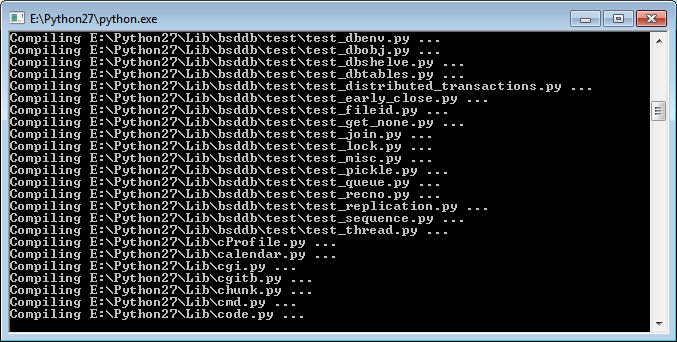 E:\Python27\python.exe
Compiling E:\Python27\Lib\bsddb\test\test_dbenv.py ...
Compiling E:\Python27\Lib\bsddb\test\test_dbobj.py ...
Compiling E:\Python27\Lib\bsddb\test\test_dbshelve.py ...
Compiling E:\Python27\Lib\bsddb\test\test_dbtables.py ...
Compiling E:\Python27\Lib\bsddb\test\test_distributed_transactions.py ...
Compiling E:\Python27\Lib\bsddb\test\test_early_close.py ...
Compiling E:\Python27\Lib\bsddb\test\test_fileid.py ...
Compiling E:\Python27\Lib\bsddb\test\test_get_none.py ...
Compiling E:\Python27\Lib\bsddb\test\test_join.py ...
Compiling E:\Python27\Lib\bsddb\test\test_lock.py ...
Compiling E:\Python27\Lib\bsddb\test\test_misc.py ...
Compiling E:\Python27\Lib\bsddb\test\test_pickle.py ...
Compiling E:\Python27\Lib\bsddb\test\test_queue.py ...
Compiling E:\Python27\Lib\bsddb\test\test_recno.py ...
Compiling E:\Python27\Lib\bsddb\test\test_replication.py ...
Compiling E:\Python27\Lib\bsddb\test\test_sequence.py ...
Compiling E:\Python27\Lib\bsddb\test\test_thread.py ...
Compiling E:\Python27\Lib\cProfile.py ...
Compiling E:\Python27\Lib\calendar.py ...
Compiling E:\Python27\Lib\cgi.py ...
Compiling E:\Python27\Lib\cgitb.py ...
Compiling E:\Python27\Lib\chunk.py ...
Compiling E:\Python27\Lib\cmd.py ...
Compiling E:\Python27\Lib\code.py ...